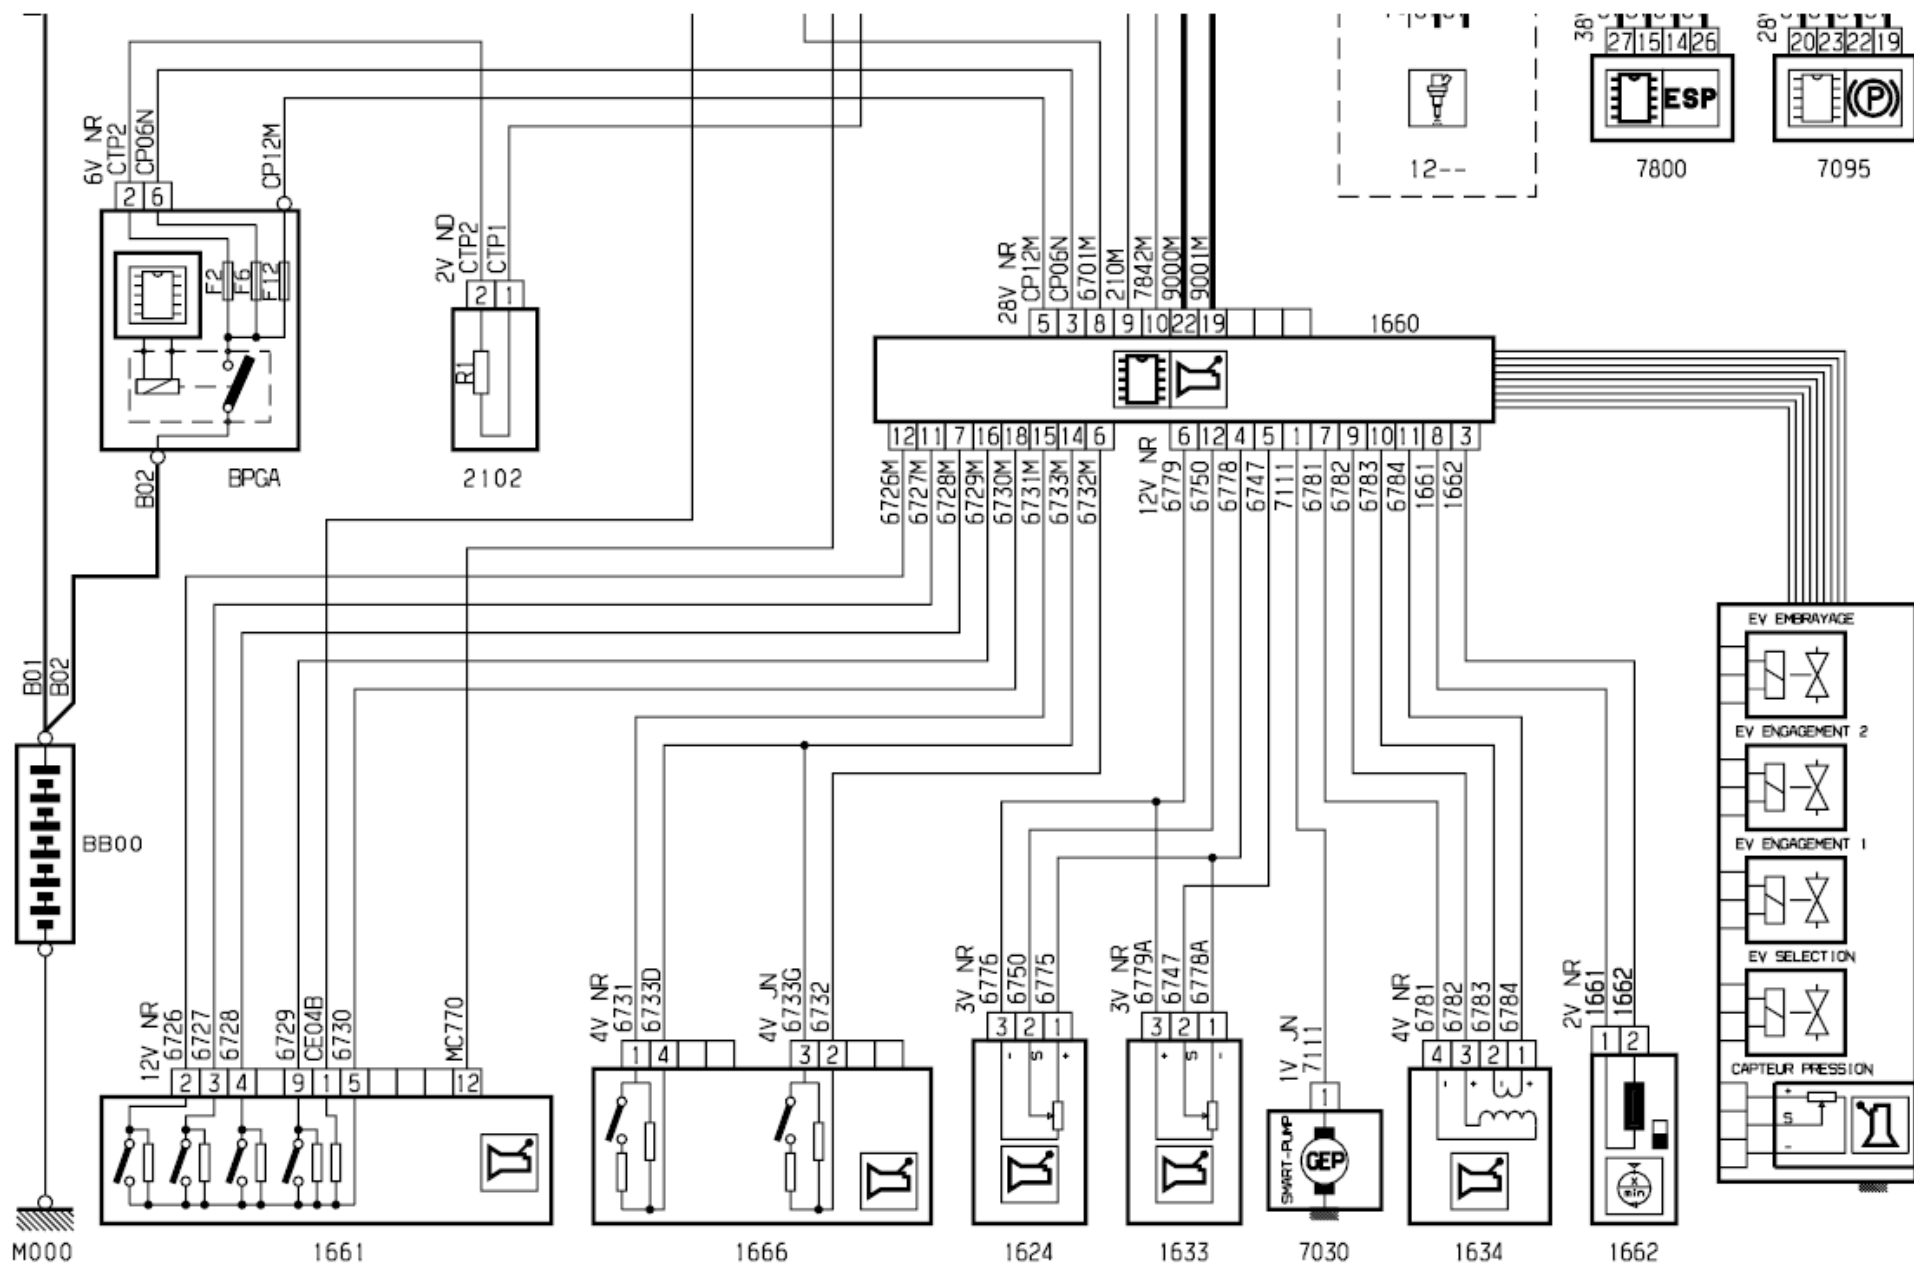 38V
27 15 14 26
28V
20 23 22 19
ESP
P
12--
7800
7095
6V NR
CTP2
CP06N
CP12M
2 6
F2
F6
F12
B02
BPGA
2V ND
CTP2
CTP1
2 1
R1
2102
28V NR
CP12M
CP06N
6701M
210M
7842M
9000M
9001M
5 3 8 9 10 22 19
1660
12 11 7 16 18 15 14 6
6726M
6727M
6728M
6729M
6730M
6731M
6733M
6732M
12V NR
6 12 4 5 1 7 9 10 11 8 3
6779
6750
6778
6747
7111
6781
6782
6783
6784
1661
1662
B01
B02
BB00
M000
EV EMBRAYAGE
EV ENGAGEMENT 2
EV ENGAGEMENT 1
EV SELECTION
CAPTEUR PRESSION
+
S
-
12V NR
6726
6727
6728
6729
CE04B
6730
MC770
2 3 4 9 1 5 12
1661
4V NR
6731
6733D
4V JN
6733G
6732
1 4 3 2
1666
3V NR
6776
6750
6775
3 2 1
- S +
1624
3V NR
6779A
6747
6778A
3 2 1
+ S -
1633
1V JN
7111
1
SMART-PUMP
GEP
7030
4V NR
6781
6782
6783
6784
4 3 2 1
- + - +
1634
2V NR
1661
1662
1 2
x
min
1662